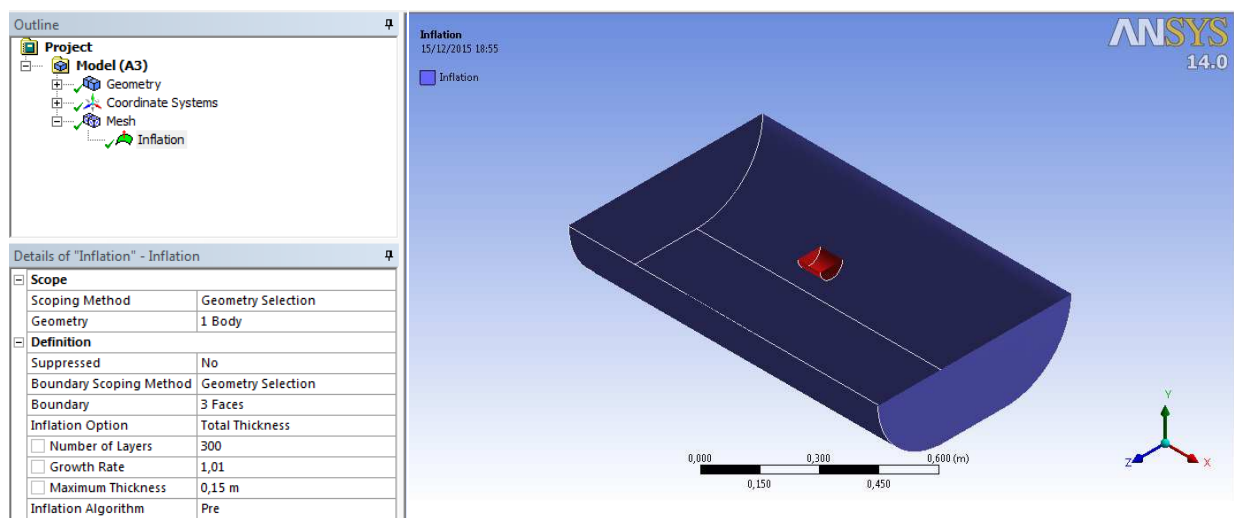 Outline
Project
Model (A3)
Geometry
Coordinate Systems
Mesh
Inflation
Details of "Inflation" - Inflation
Scope
Scoping Method Geometry Selection
Geometry 1 Body
Definition
Suppressed No
Boundary Scoping Method Geometry Selection
Boundary 3 Faces
Inflation Option Total Thickness
Number of Layers 300
Growth Rate 1,01
Maximum Thickness 0,15 m
Inflation Algorithm Pre
Inflation
15/12/2015 18:55
Inflation
ANSYS
14.0
0,000 0,300 0,600 (m)
0,150 0,450
Y
Z X